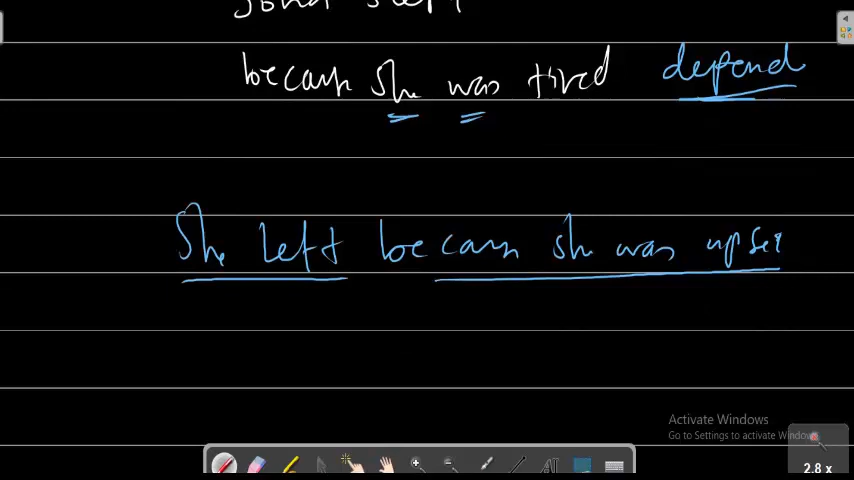 because she was tired depend
She left because she was upset
Activate Windows
Go to Settings to activate Windows.
2.8 x